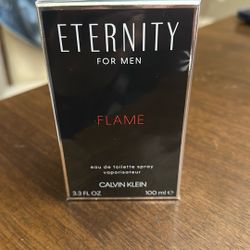 ETERNITY
FOR MEN
FLAME
eau de toilette spray
vaporisateur
CALVIN KLEIN
3.3 FL OZ 100 ml ℮